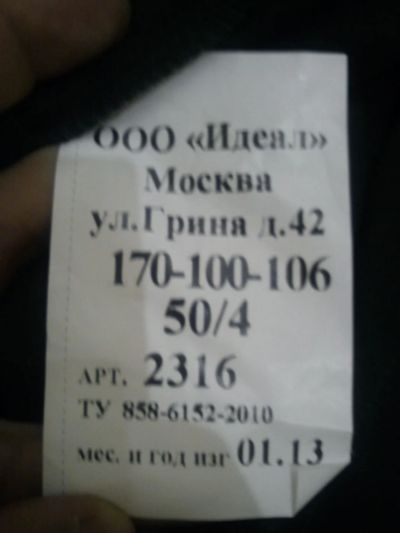 ООО «Идеал»
Москва
ул.Грина д.42
170-100-106
50/4
АРТ. 2316
ТУ 858-6152-2010
мес. и год изг 01.13